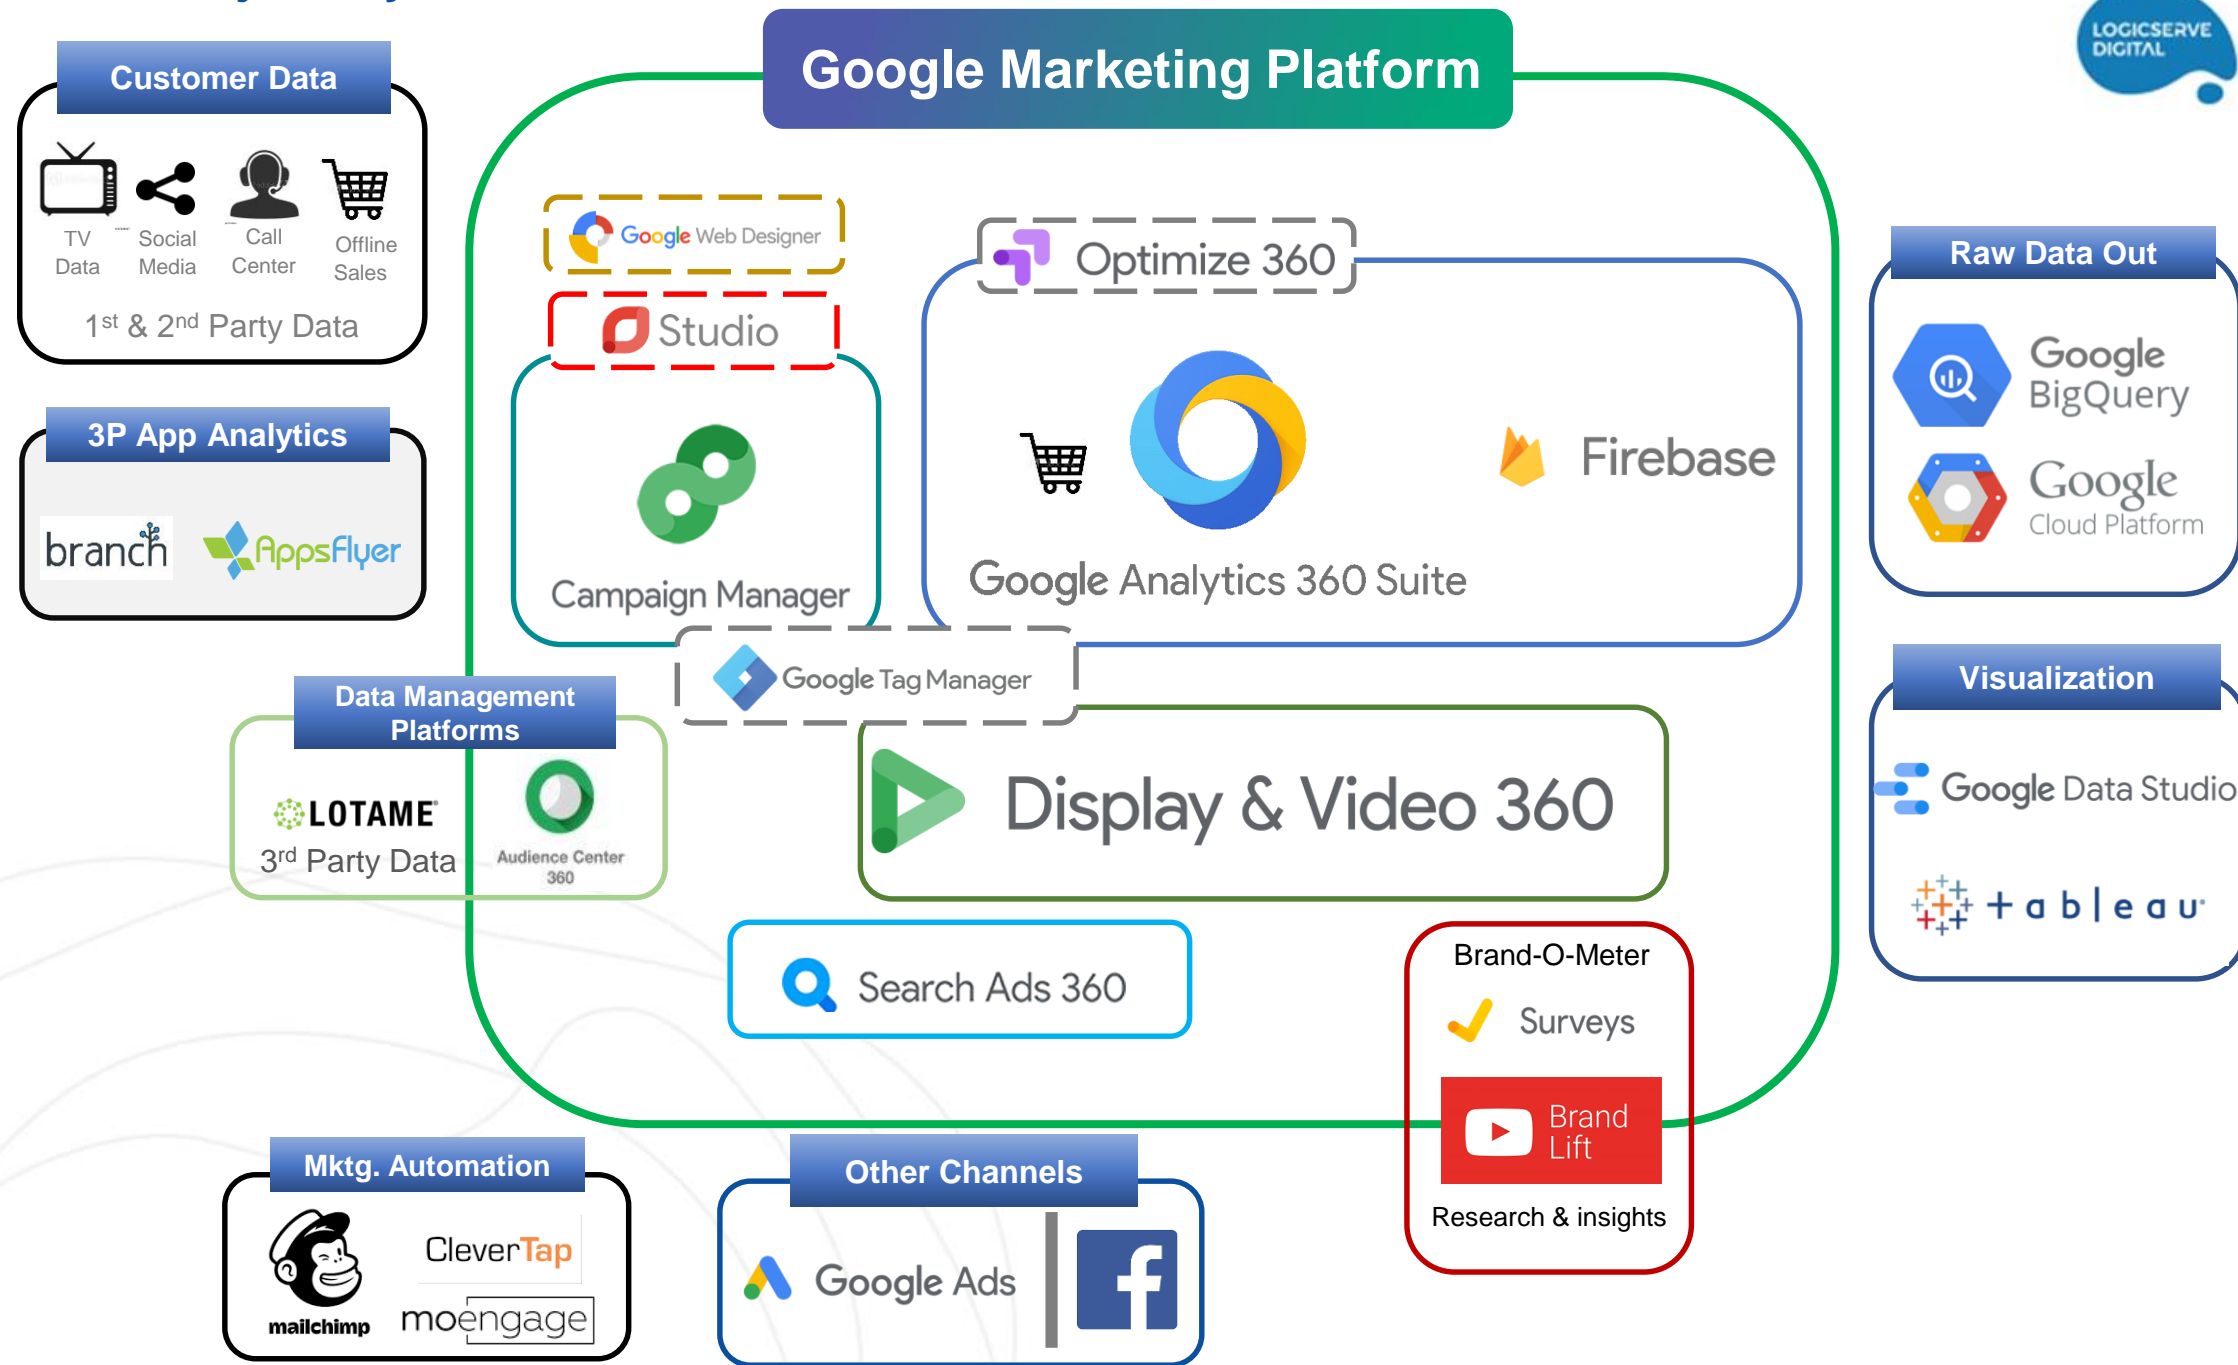 Google Marketing Platform
LOGICSERVE
DIGITAL
Customer Data
TV
Data
Social
Media
Call
Center
Offline
Sales
1st & 2nd Party Data
3P App Analytics
branch
AppsFlyer
Google Web Designer
Studio
Campaign Manager
Optimize 360
Google Analytics 360 Suite
Firebase
Google Tag Manager
Raw Data Out
Google
BigQuery
Google
Cloud Platform
Data Management
Platforms
LOTAME
3rd Party Data
Audience Center
360
Display & Video 360
Visualization
Google Data Studio
+ableau
Search Ads 360
Brand-O-Meter
Surveys
Brand
Lift
Research & insights
Mktg. Automation
mailchimp
CleverTap
moengage
Other Channels
Google Ads
f